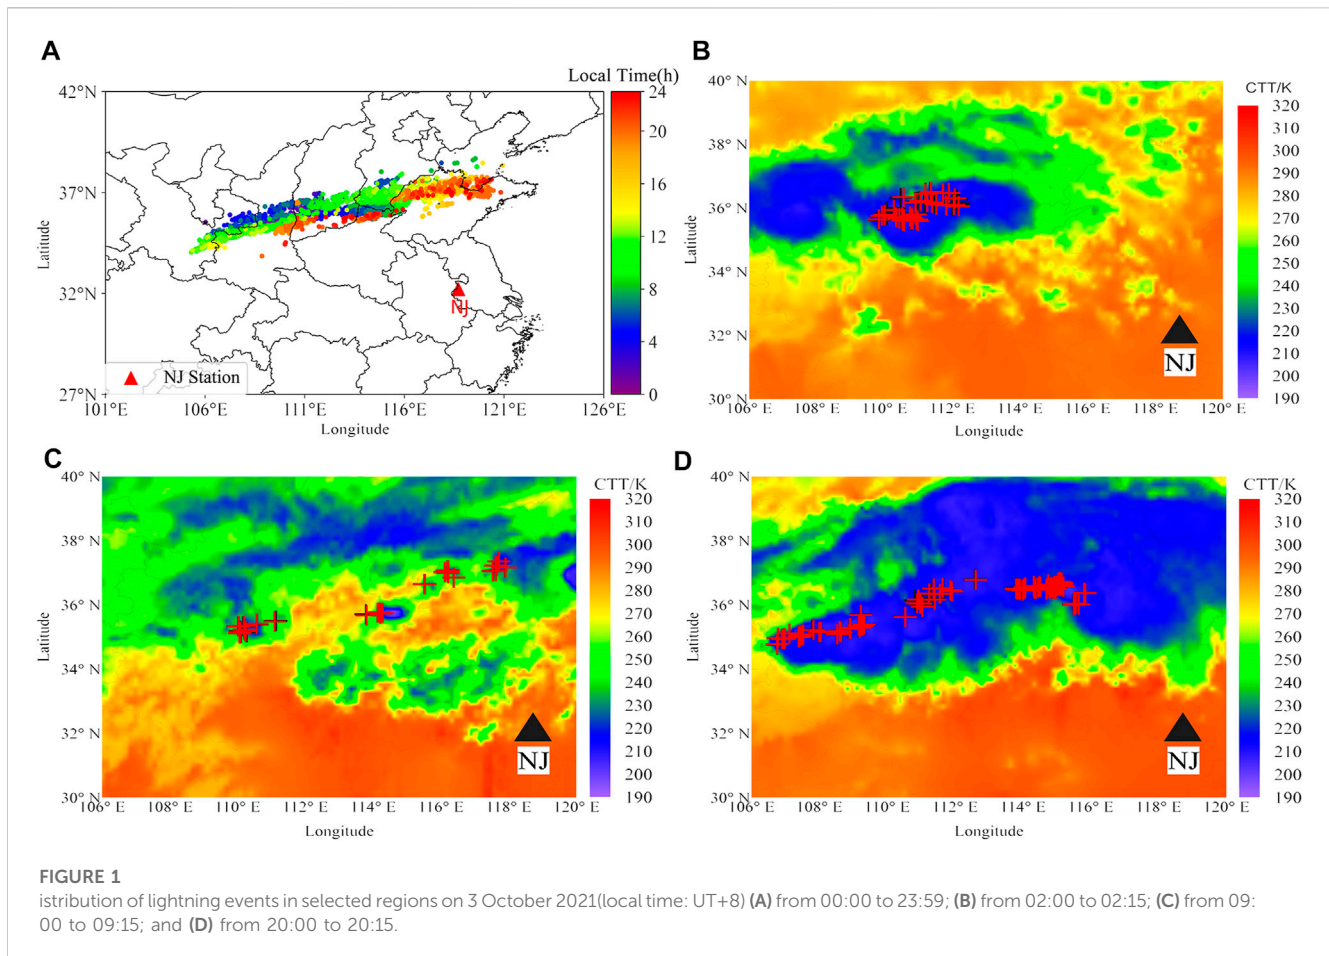 A
Local Time(h)
42°N
37°N
32°N
27°N
Latitude
101°E 106°E 111°E 116°E 121°E 126°E
Longitude
NJ
NJ Station
24
20
16
12
8
4
0
B
CTT/K
40° N
38° N
36° N
34° N
32° N
30° N
Latitude
106° E 108° E 110° E 112° E 114° E 116° E 118° E 120° E
Longitude
NJ
320
310
300
290
280
270
260
250
240
230
220
210
200
190
C
CTT/K
40° N
38° N
36° N
34° N
32° N
30° N
Latitude
106° E 108° E 110° E 112° E 114° E 116° E 118° E 120° E
Longitude
NJ
320
310
300
290
280
270
260
250
240
230
220
210
200
190
D
CTT/K
40° N
38° N
36° N
34° N
32° N
30° N
Latitude
106° E 108° E 110° E 112° E 114° E 116° E 118° E 120° E
Longitude
NJ
320
310
300
290
280
270
260
250
240
230
220
210
200
190
FIGURE 1
istribution of lightning events in selected regions on 3 October 2021(local time: UT+8) (A) from 00:00 to 23:59; (B) from 02:00 to 02:15; (C) from 09:
00 to 09:15; and (D) from 20:00 to 20:15.